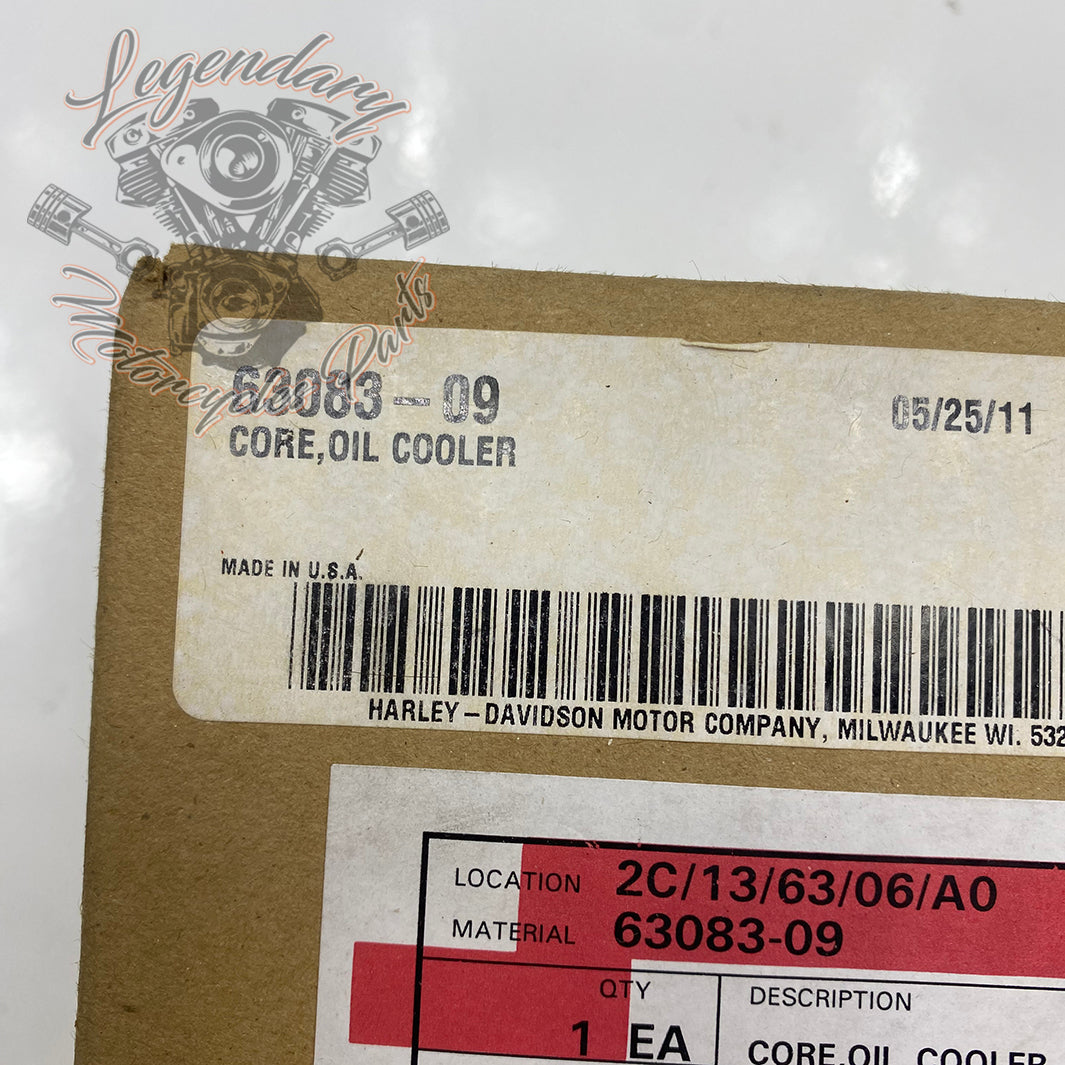 Legendary
Motorcycles Parts
63083-09
05/25/11
CORE,OIL COOLER
MADE IN U.S.A.
HARLEY-DAVIDSON MOTOR COMPANY, MILWAUKEE WI. 532
LOCATION 2C/13/63/06/A0
MATERIAL 63083-09
QTY DESCRIPTION
1 EA CORE,OIL COOLER